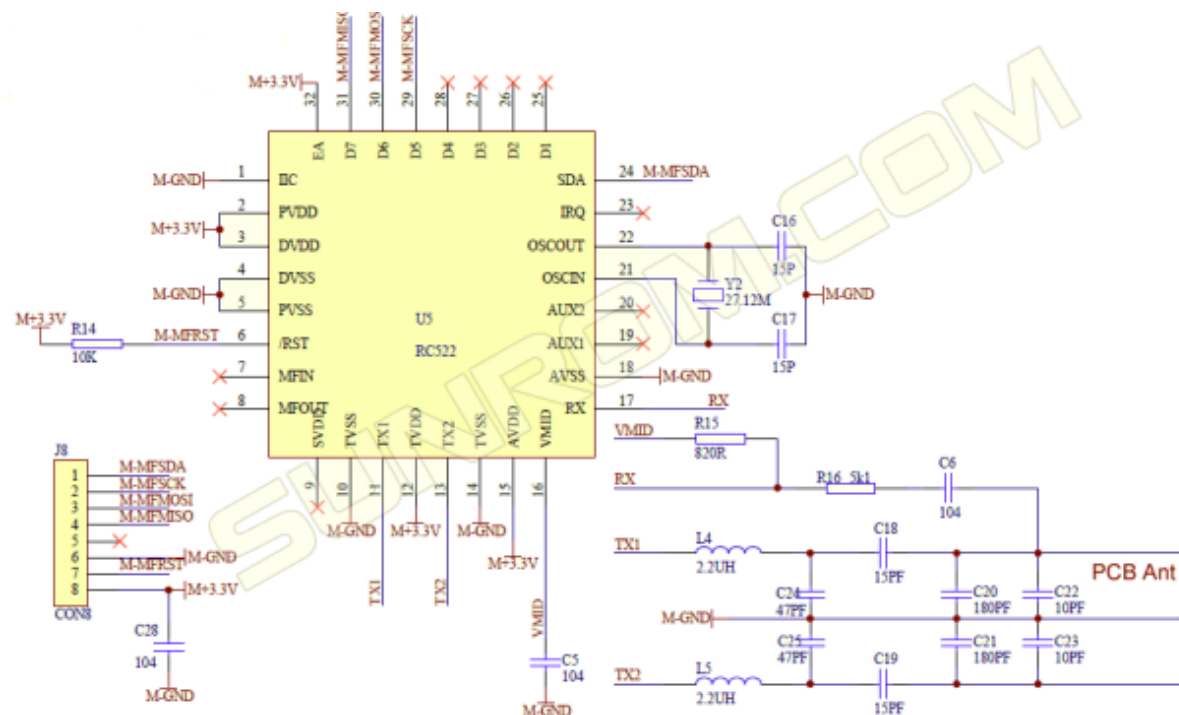 M-MFMISO
M-MFMOSI
M-MFSCK
M+3.3V
32
31
30
29
28
27
26
25
EA
D7
D6
D5
D4
D3
D2
D1
M-GND
1
IIC
2
PVDD
M+3.3V
3
DVDD
4
DVSS
M-GND
5
PVSS
M+3.3V
R14
10K
M-MFRST
6
/RST
7
MFIN
8
MFOUT
U5
RC522
SDA
24
M-MFSDA
IRQ
23
OSCOUT
22
OSCIN
21
AUX2
20
AUX1
19
AVSS
18
M-GND
RX
17
RX
C16
15P
Y2
27.12M
M-GND
C17
15P
SVDD
TVSS
TX1
TVDD
TX2
TVSS
AVDD
VMID
9
10
11
12
13
14
15
16
M-GND
M+3.3V
M-GND
M+3.3V
TX1
TX2
VMID
C5
104
M-GND
J8
1
M-MFSDA
2
M-MFSCK
3
M-MFMOSI
4
M-MFMISO
5
6
M-GND
7
M-MFRST
8
M+3.3V
CON8
C28
104
M-GND
VMID
R15
820R
RX
R16 5k1
C6
104
TX1
L4
2.2UH
C18
15PF
PCB Ant
C24
47PF
C20
180PF
C22
10PF
M-GND
C25
47PF
C21
180PF
C23
10PF
TX2
L5
2.2UH
C19
15PF
SUNROM.COM